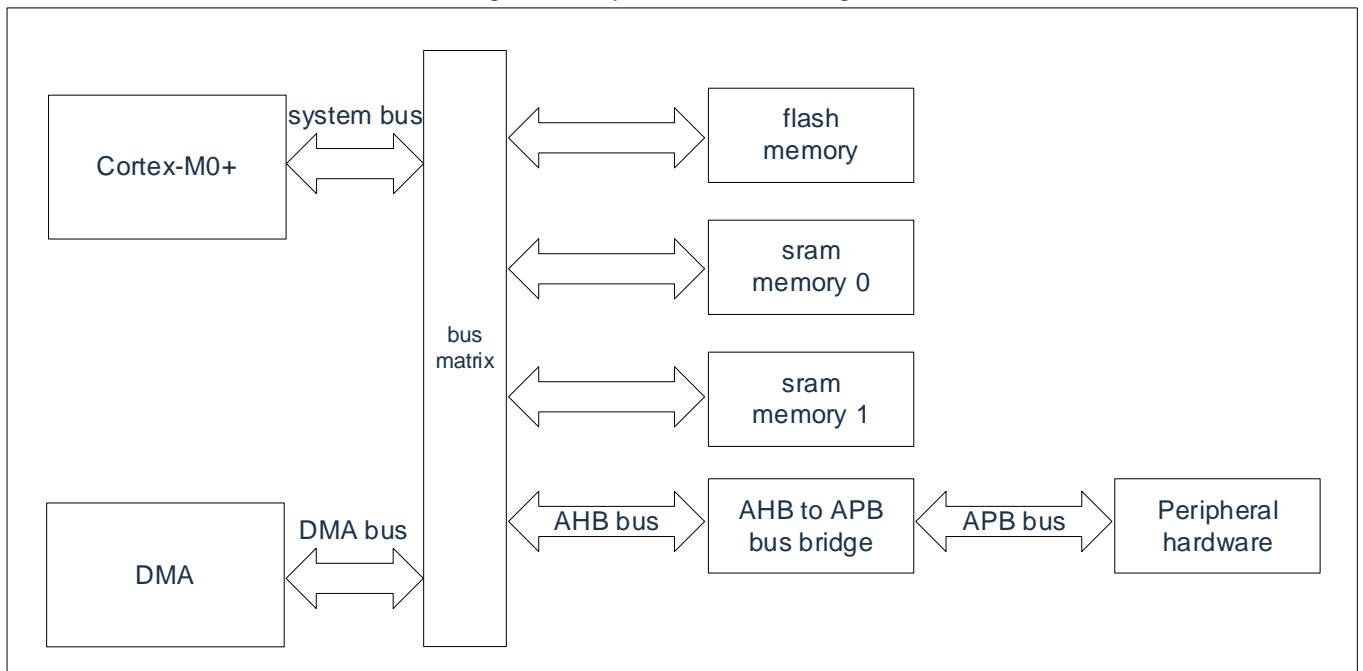 system bus
Cortex-M0+
flash
memory
sram
memory 0
bus
matrix
sram
memory 1
DMA bus
DMA
AHB bus
AHB to APB
bus bridge
APB bus
Peripheral
hardware